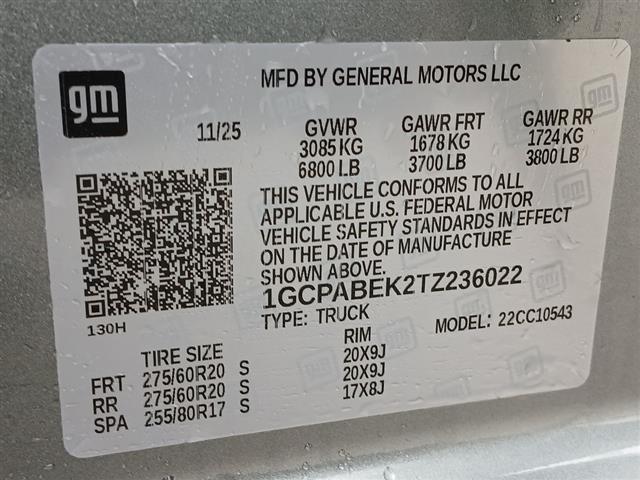 gm
MFD BY GENERAL MOTORS LLC
11/25 GVWR GAWR FRT GAWR RR
3085 KG 1678 KG 1724 KG
6800 LB 3700 LB 3800 LB
THIS VEHICLE CONFORMS TO ALL
APPLICABLE U.S. FEDERAL MOTOR
VEHICLE SAFETY STANDARDS IN EFFECT
ON THE DATE OF MANUFACTURE
SHOWN ABOVE.
1GCPABEK2TZ236022
130H TYPE: TRUCK MODEL: 22CC10543
TIRE SIZE RIM
FRT 275/60R20 S 20X9J
RR 275/60R20 S 20X9J
SPA 255/80R17 S 17X8J